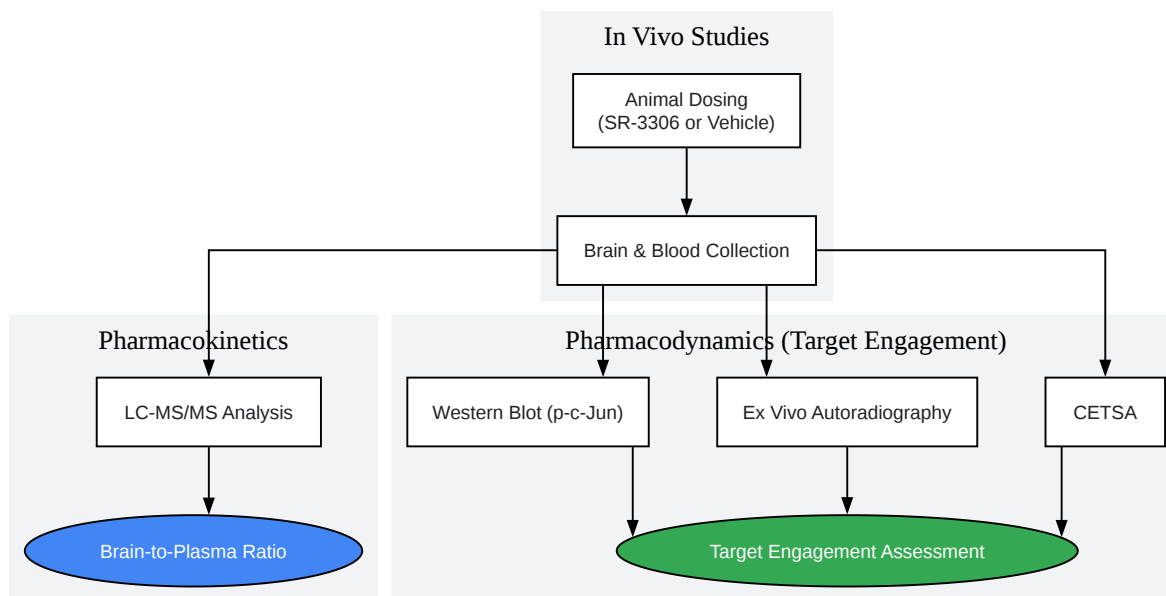 In Vivo Studies
Animal Dosing
(SR-3306 or Vehicle)
Brain & Blood Collection
Pharmacokinetics
Pharmacodynamics (Target Engagement)
LC-MS/MS Analysis
Western Blot (p-c-Jun)
Ex Vivo Autoradiography
CETSA
Brain-to-Plasma Ratio
Target Engagement Assessment